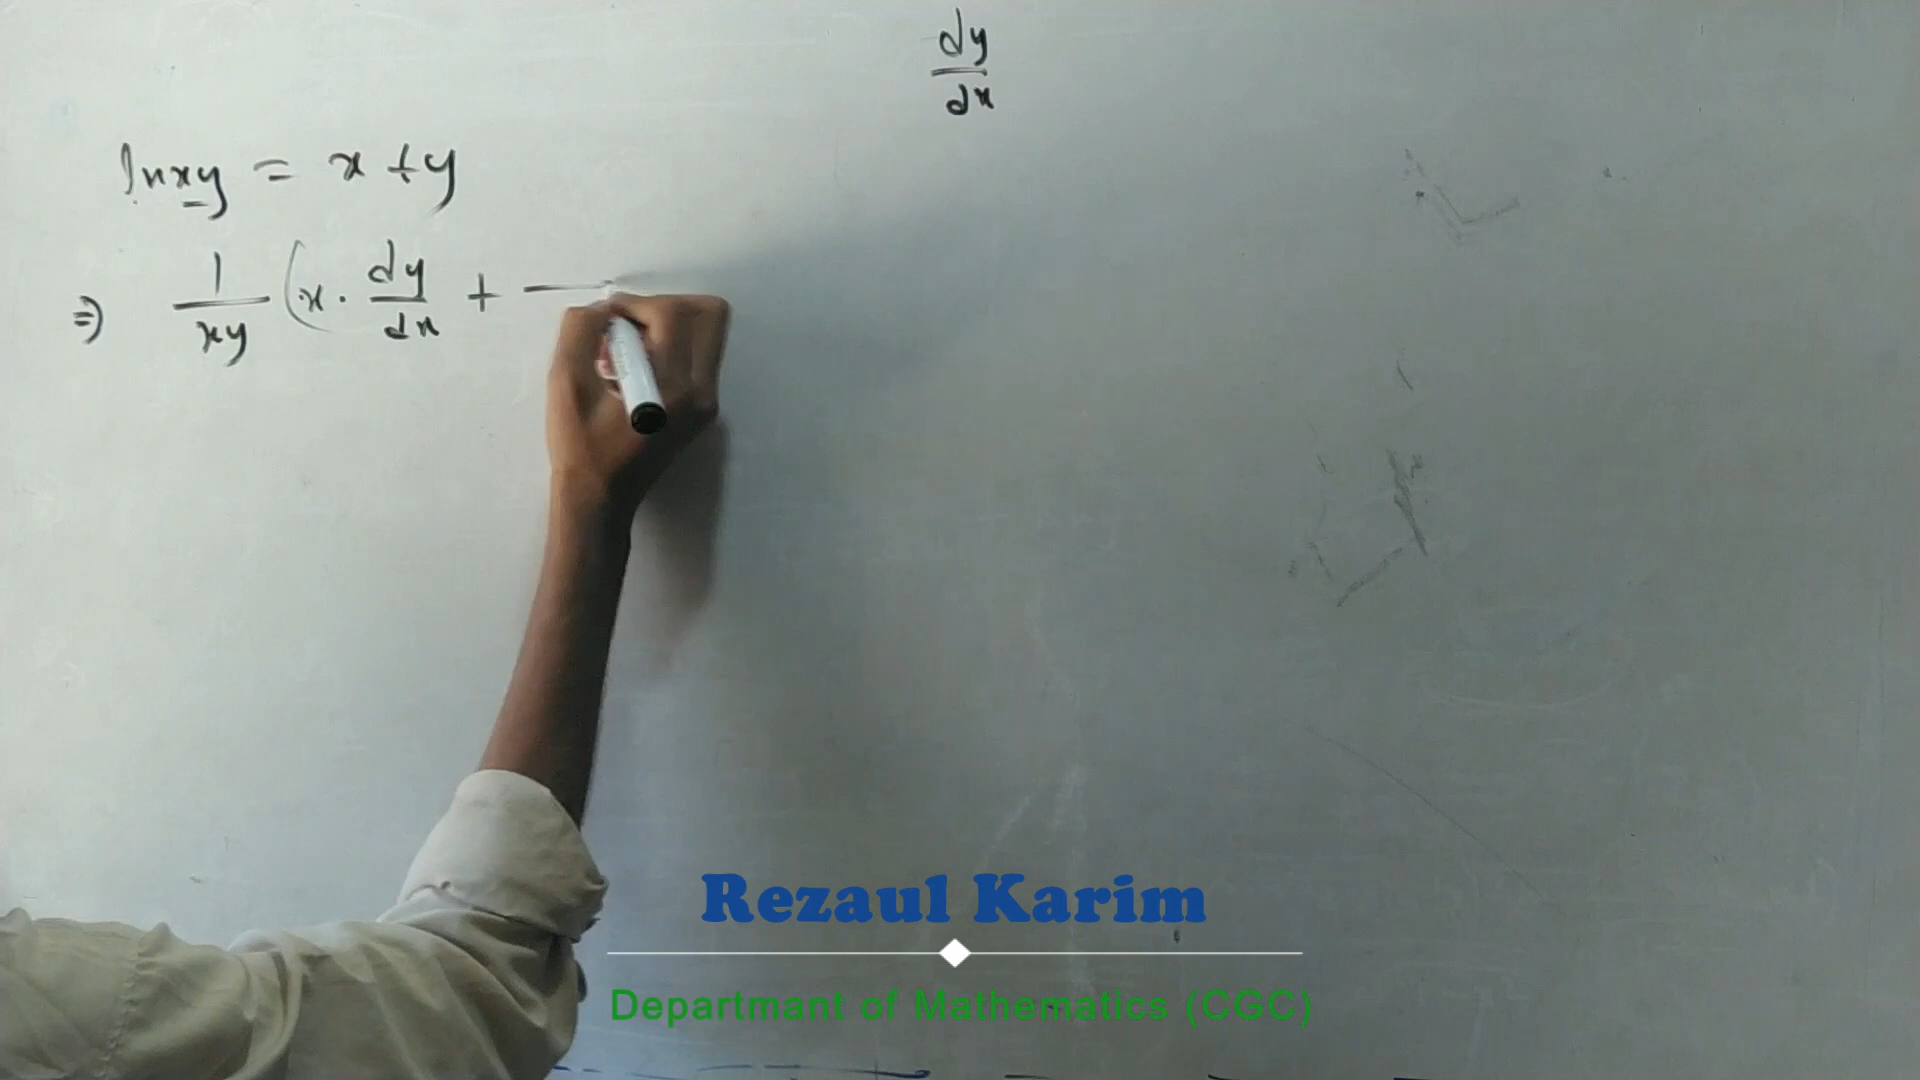 dy/dx
ln xy = x + y
⇒ 1/xy (x . dy/dx + —
Rezaul Karim
Departmant of Mathematics (CGC)